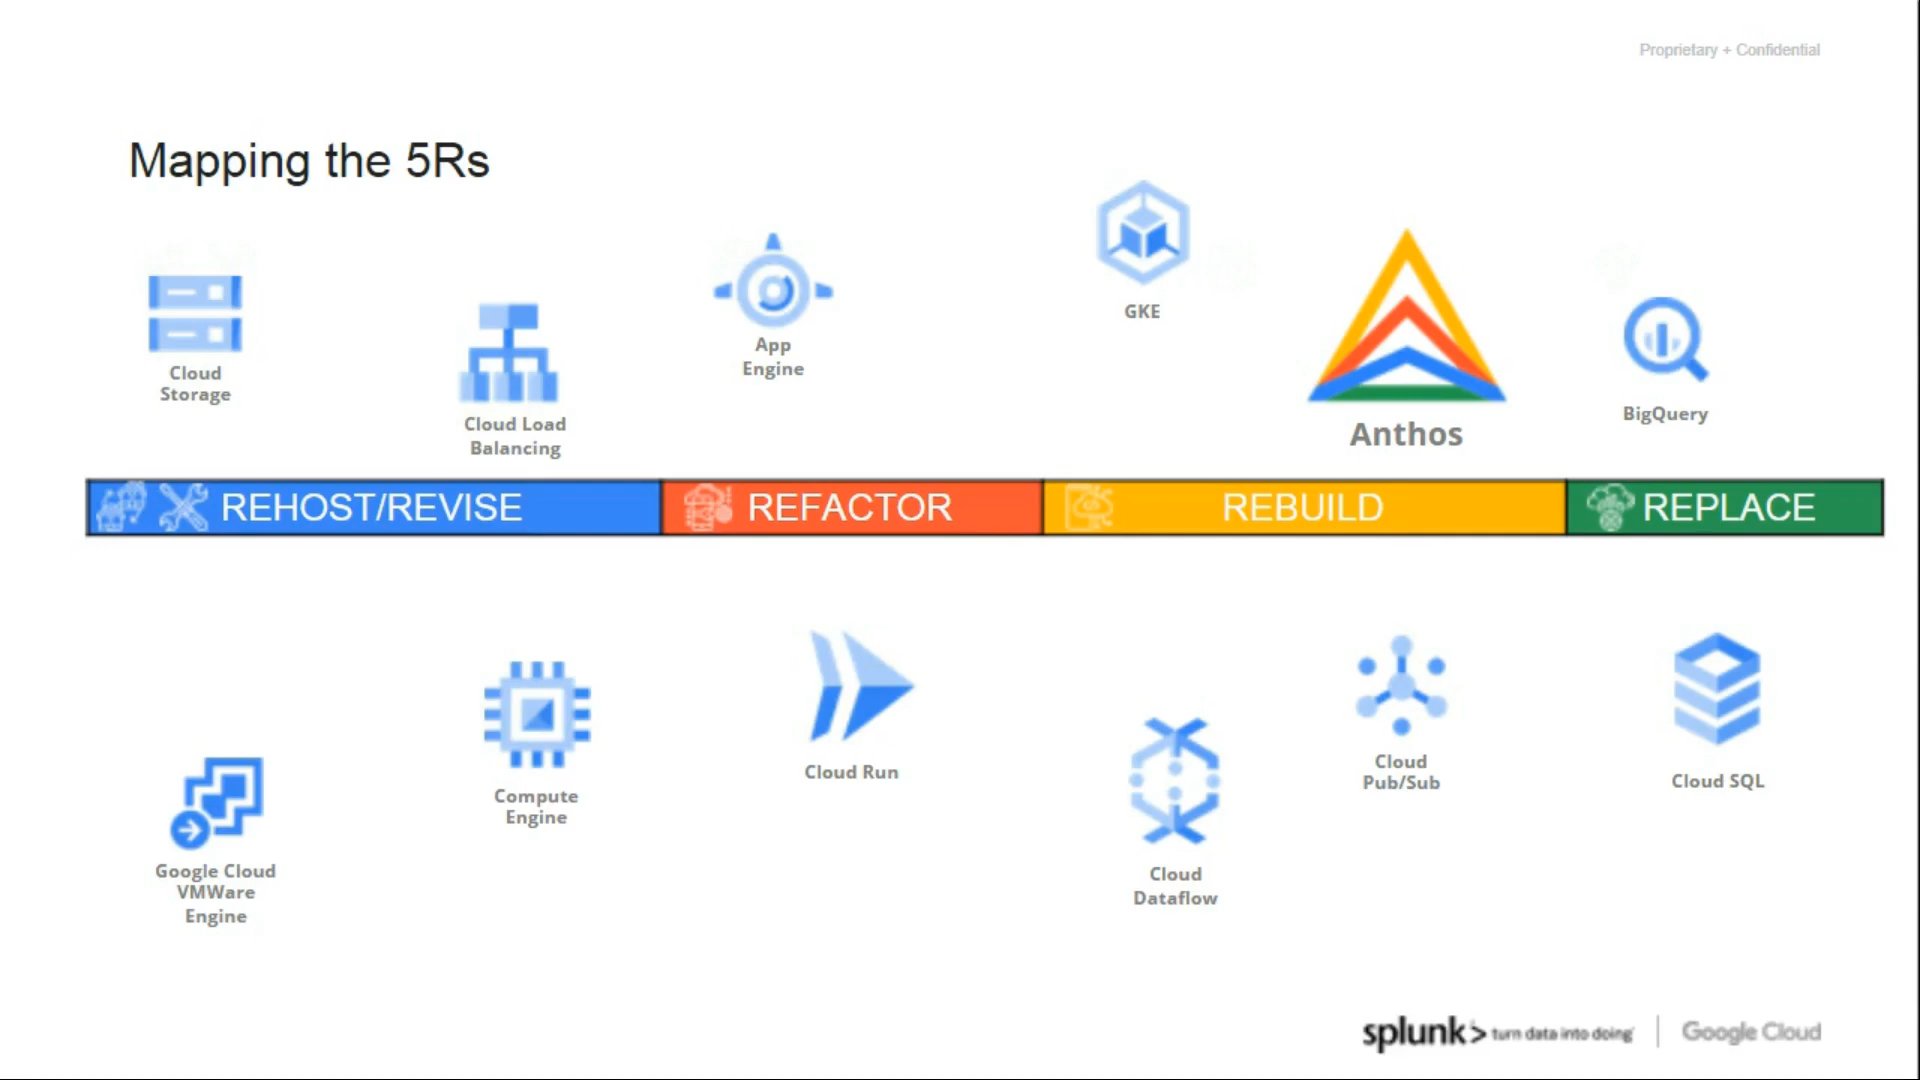 Proprietary + Confidential
Mapping the 5Rs
Cloud
Storage
Cloud Load
Balancing
App
Engine
GKE
Anthos
BigQuery
REHOST/REVISE
REFACTOR
REBUILD
REPLACE
Google Cloud
VMWare
Engine
Compute
Engine
Cloud Run
Cloud
Dataflow
Cloud
Pub/Sub
Cloud SQL
splunk> turn data into doing
Google Cloud